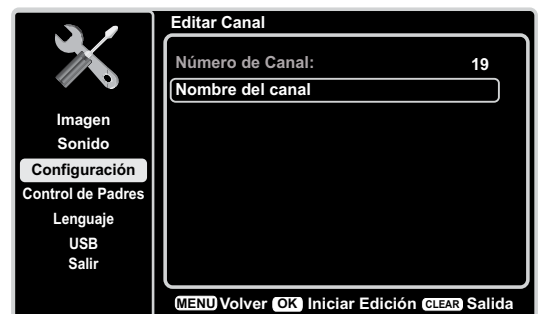 Editar Canal
Número de Canal: 19
Nombre del canal
Imagen
Sonido
Configuración
Control de Padres
Lenguaje
USB
Salir
MENU Volver OK Iniciar Edición CLEAR Salida